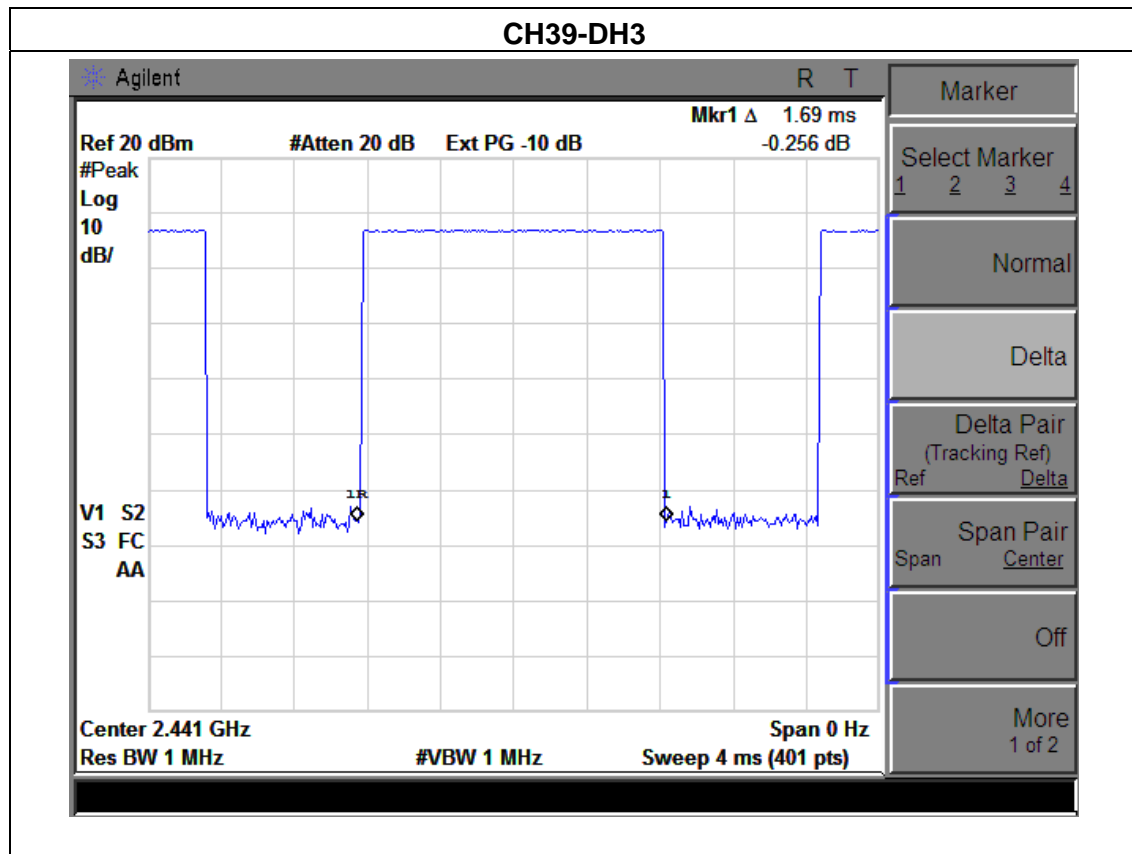 CH39-DH3
Agilent
R T
Mkr1 Δ 1.69 ms
Ref 20 dBm #Atten 20 dB Ext PG -10 dB -0.256 dB
#Peak
Log
10
dB/
1R
1
V1 S2
S3 FC
AA
Center 2.441 GHz Span 0 Hz
Res BW 1 MHz #VBW 1 MHz Sweep 4 ms (401 pts)
Marker
Select Marker
1 2 3 4
Normal
Delta
Delta Pair
(Tracking Ref)
Ref Delta
Span Pair
Span Center
Off
More
1 of 2